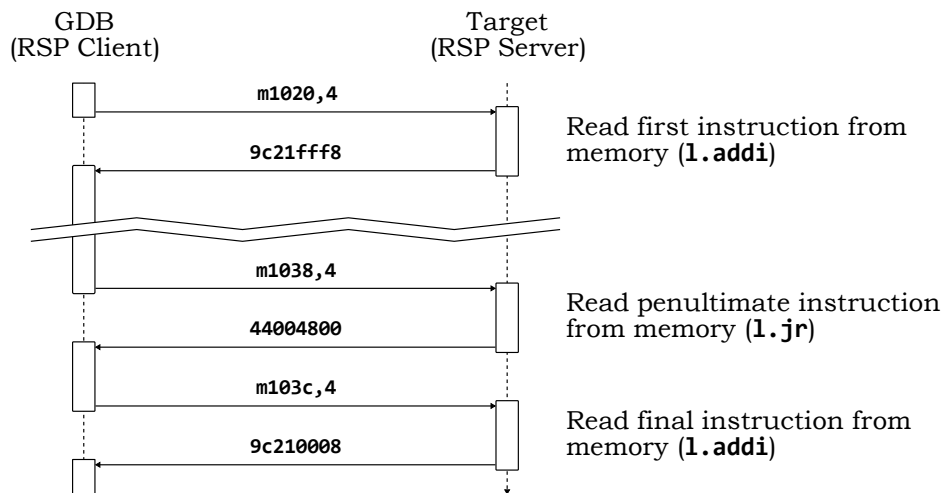 GDB
(RSP Client)
Target
(RSP Server)
m1020,4
Read first instruction from
memory (l.addi)
9c21fff8
m1038,4
Read penultimate instruction
from memory (l.jr)
44004800
m103c,4
Read final instruction from
memory (l.addi)
9c210008